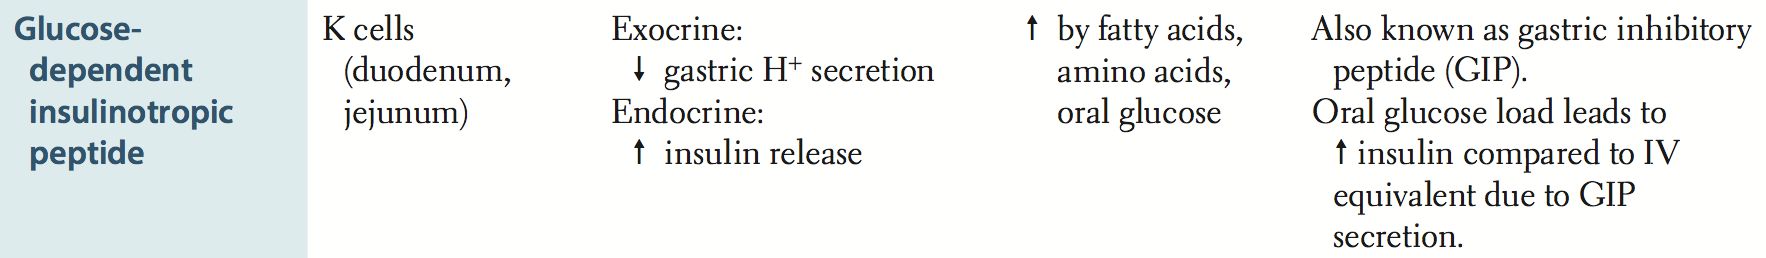 Glucose-
dependent
insulinotropic
peptide
K cells
(duodenum,
jejunum)
Exocrine:
↓ gastric H⁺ secretion
Endocrine:
↑ insulin release
↑ by fatty acids,
amino acids,
oral glucose
Also known as gastric inhibitory
peptide (GIP).
Oral glucose load leads to
↑ insulin compared to IV
equivalent due to GIP
secretion.